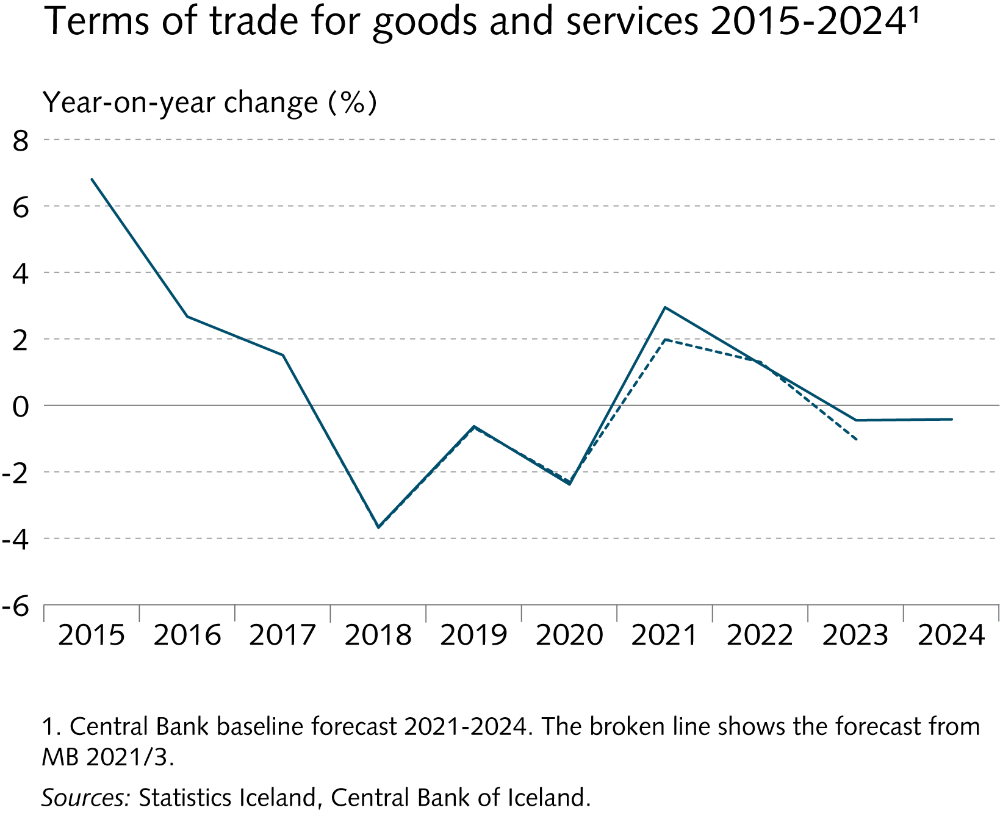 Terms of trade for goods and services 2015-2024¹
Year-on-year change (%)
8
6
4
2
0
-2
-4
-6
2015 2016 2017 2018 2019 2020 2021 2022 2023 2024
1. Central Bank baseline forecast 2021-2024. The broken line shows the forecast from
MB 2021/3.
Sources: Statistics Iceland, Central Bank of Iceland.